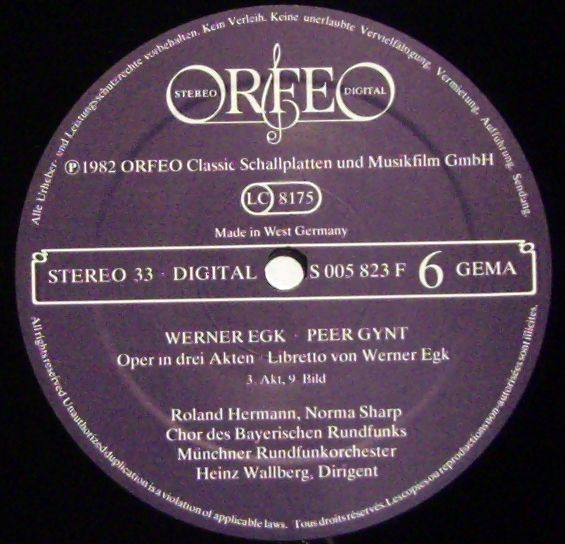 Alle Urheber- und Leistungsschutzrechte vorbehalten. Kein Verleih. Keine unerlaubte Vervielfältigung, Vermietung, Aufführung, Sendung.
STEREO ORFEO DIGITAL
Ⓟ1982 ORFEO Classic Schallplatten und Musikfilm GmbH
LC 8175
Made in West Germany
STEREO 33 · DIGITAL S 005 823 F 6 GEMA
WERNER EGK · PEER GYNT
Oper in drei Akten · Libretto von Werner Egk
3. Akt, 9. Bild
Roland Hermann, Norma Sharp
Chor des Bayerischen Rundfunks
Münchner Rundfunkorchester
Heinz Wallberg, Dirigent
All rights reserved Unauthorized duplication is a violation of applicable laws. Tous droits réservés. Les copies ou reproductions non-autorisées sont illicites.